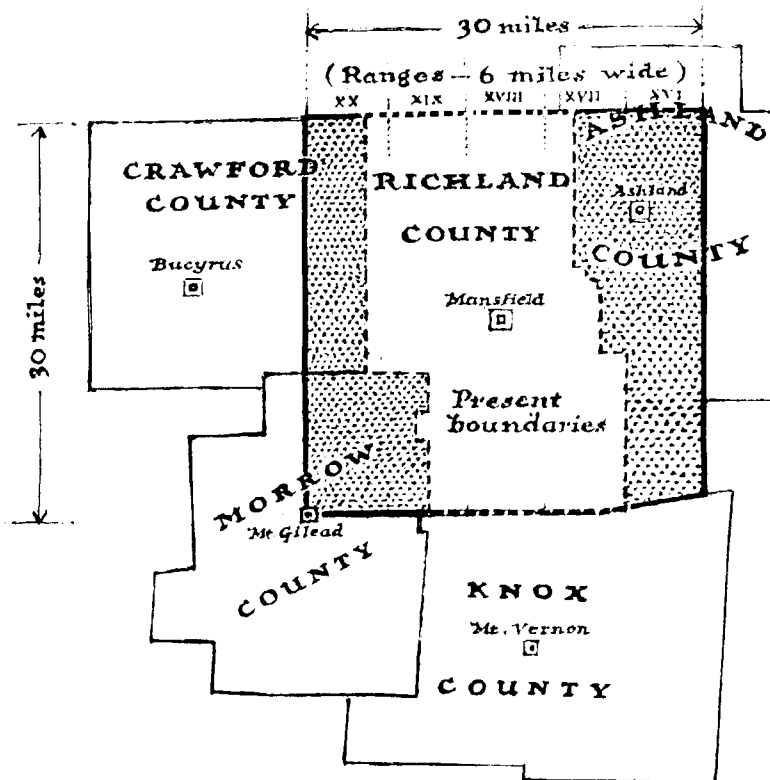 30 miles
(Ranges - 6 miles wide)
XX XIX XVIII XVII XVI
ASHLAND
COUNTY
Ashland
CRAWFORD
COUNTY
Bucyrus
RICHLAND
COUNTY
Mansfield
30 miles
Present
boundaries
MORROW
COUNTY
Mt. Gilead
KNOX
COUNTY
Mt. Vernon